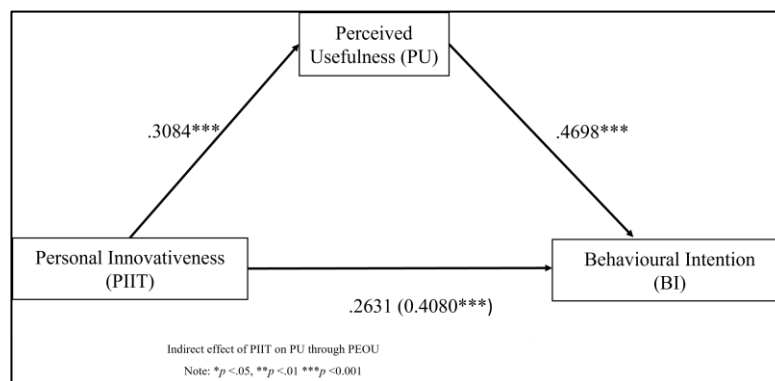 Perceived
Usefulness (PU)
.3084***
.4698***
Personal Innovativeness
(PIIT)
Behavioural Intention
(BI)
.2631 (0.4080***)
Indirect effect of PIIT on PU through PEOU
Note: *p <.05, **p <.01 ***p <0.001